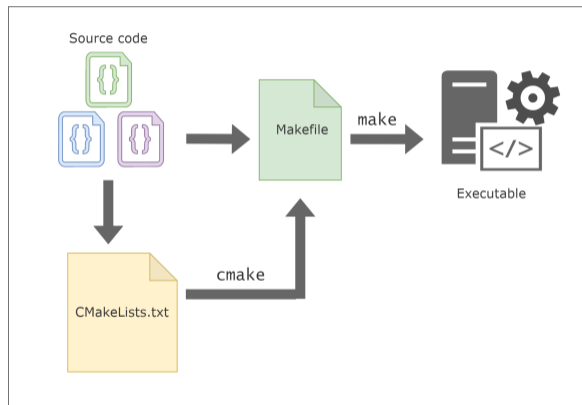 Source code
{}
{}
{}
Makefile
make
</>
Executable
cmake
CMakeLists.txt